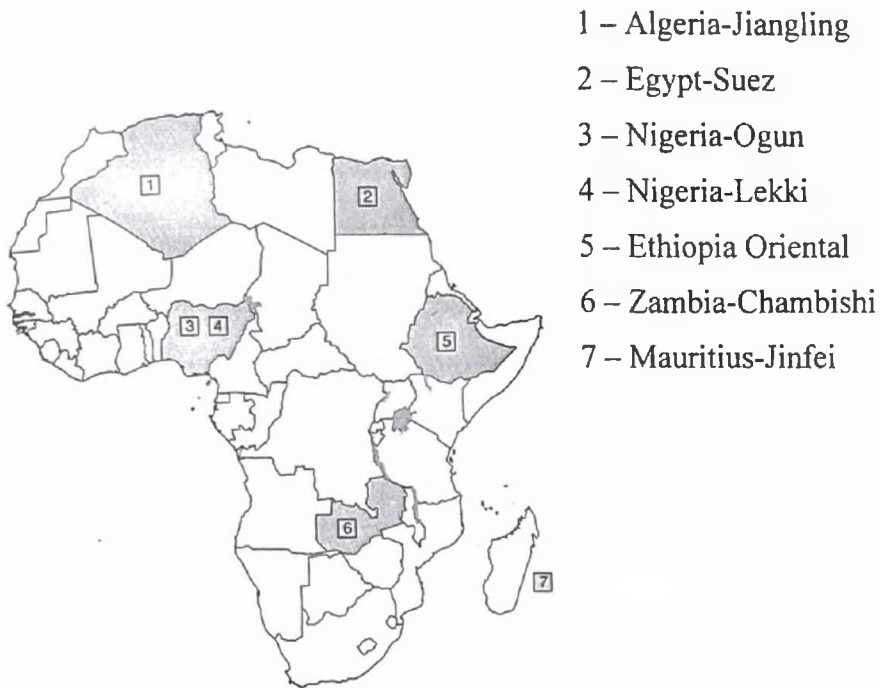 1 – Algeria-Jiangling
2 – Egypt-Suez
3 – Nigeria-Ogun
4 – Nigeria-Lekki
5 – Ethiopia Oriental
6 – Zambia-Chambishi
7 – Mauritius-Jinfei
1
2
3 4
5
6
7